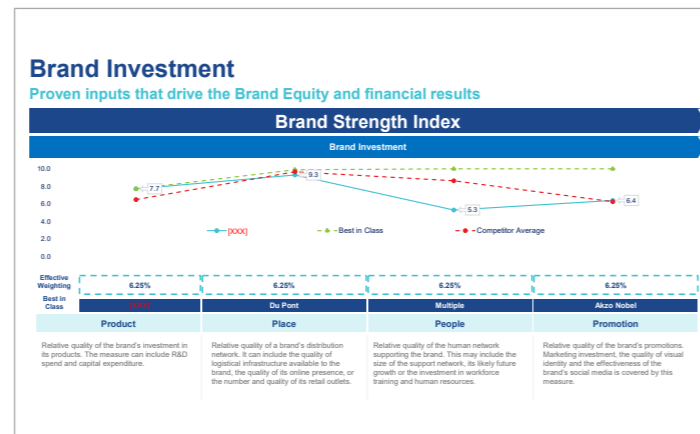 Brand Investment
Proven inputs that drive the Brand Equity and financial results
Brand Strength Index
Brand Investment
10.0
8.0
6.0
4.0
2.0
0.0
7.7
9.3
5.3
6.4
[XXX]
Best in Class
Competitor Average
Effective
Weighting
6.25%
6.25%
6.25%
6.25%
Best in
Class
[XXX]
Du Pont
Multiple
Akzo Nobel
Product
Place
People
Promotion
Relative quality of the brand's investment in
its products. The measure can include R&D
spend and capital expenditure.
Relative quality of a brand's distribution
network. It can include the quality of
logistical infrastructure available to the
brand, the quality of its online presence, or
the number and quality of its retail outlets.
Relative quality of the human network
supporting the brand. This may include the
size of the support network, its likely future
growth or the investment in workforce
training and human resources.
Relative quality of the brand's promotions.
Marketing investment, the quality of visual
identity and the effectiveness of the
brand's social media is covered by this
measure.